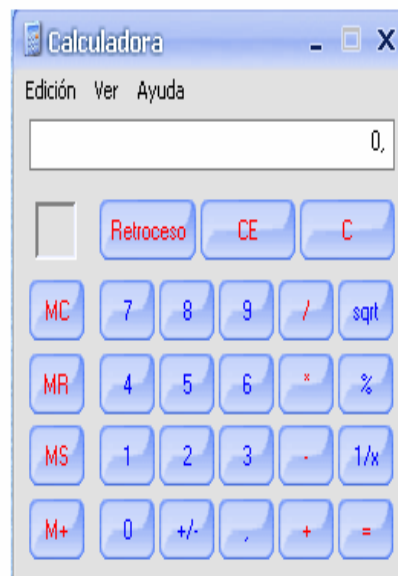 Calculadora
Edición Ver Ayuda
0,
Retroceso CE C
MC 7 8 9 / sqrt
MR 4 5 6 * %
MS 1 2 3 - 1/x
M+ 0 +/- , + =